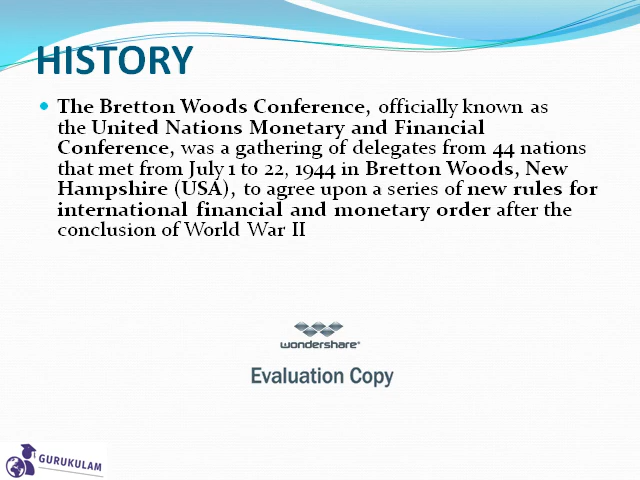 HISTORY
The Bretton Woods Conference, officially known as
the United Nations Monetary and Financial
Conference, was a gathering of delegates from 44 nations
that met from July 1 to 22, 1944 in Bretton Woods, New
Hampshire (USA), to agree upon a series of new rules for
international financial and monetary order after the
conclusion of World War II
wondershare®
Evaluation Copy
GURUKULAM